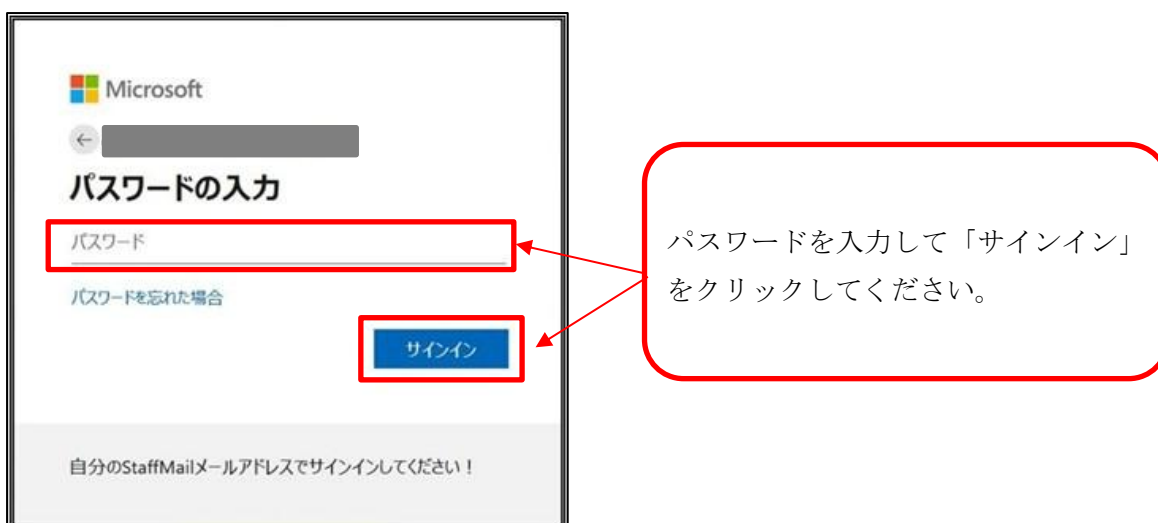 Microsoft
パスワードの入力
パスワード
パスワードを忘れた場合
サインイン
自分のStaffMailメールアドレスでサインインしてください！
パスワードを入力して「サインイン」
をクリックしてください。